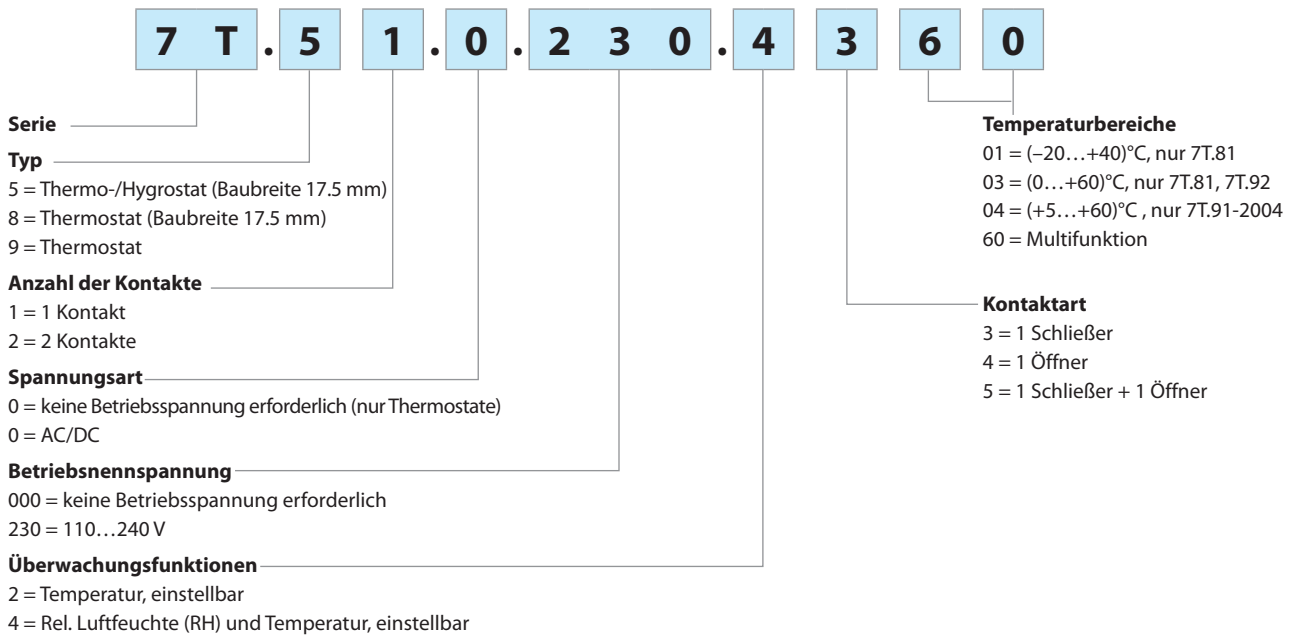 7 T . 5 1 . 0 . 2 3 0 . 4 3 6 0
Serie
Typ
5 = Thermo-/Hygrostat (Baubreite 17.5 mm)
8 = Thermostat (Baubreite 17.5 mm)
9 = Thermostat
Anzahl der Kontakte
1 = 1 Kontakt
2 = 2 Kontakte
Spannungsart
0 = keine Betriebsspannung erforderlich (nur Thermostate)
0 = AC/DC
Betriebsnennspannung
000 = keine Betriebsspannung erforderlich
230 = 110…240 V
Überwachungsfunktionen
2 = Temperatur, einstellbar
4 = Rel. Luftfeuchte (RH) und Temperatur, einstellbar
Temperaturbereiche
01 = (–20…+40)°C, nur 7T.81
03 = (0…+60)°C, nur 7T.81, 7T.92
04 = (+5…+60)°C , nur 7T.91-2004
60 = Multifunktion
Kontaktart
3 = 1 Schließer
4 = 1 Öffner
5 = 1 Schließer + 1 Öffner